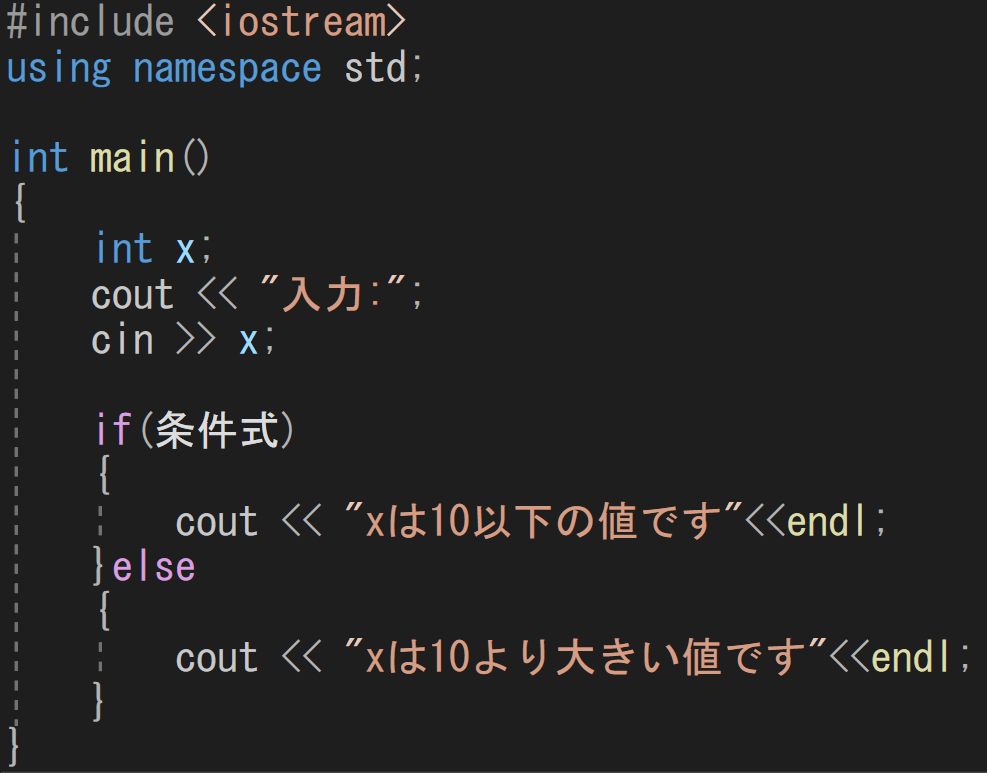 #include <iostream>
using namespace std;
int main()
{
int x;
cout << "入力:";
cin >> x;
if(条件式)
{
cout << "xは10以下の値です"<<endl;
}else
{
cout << "xは10より大きい値です"<<endl;
}
}